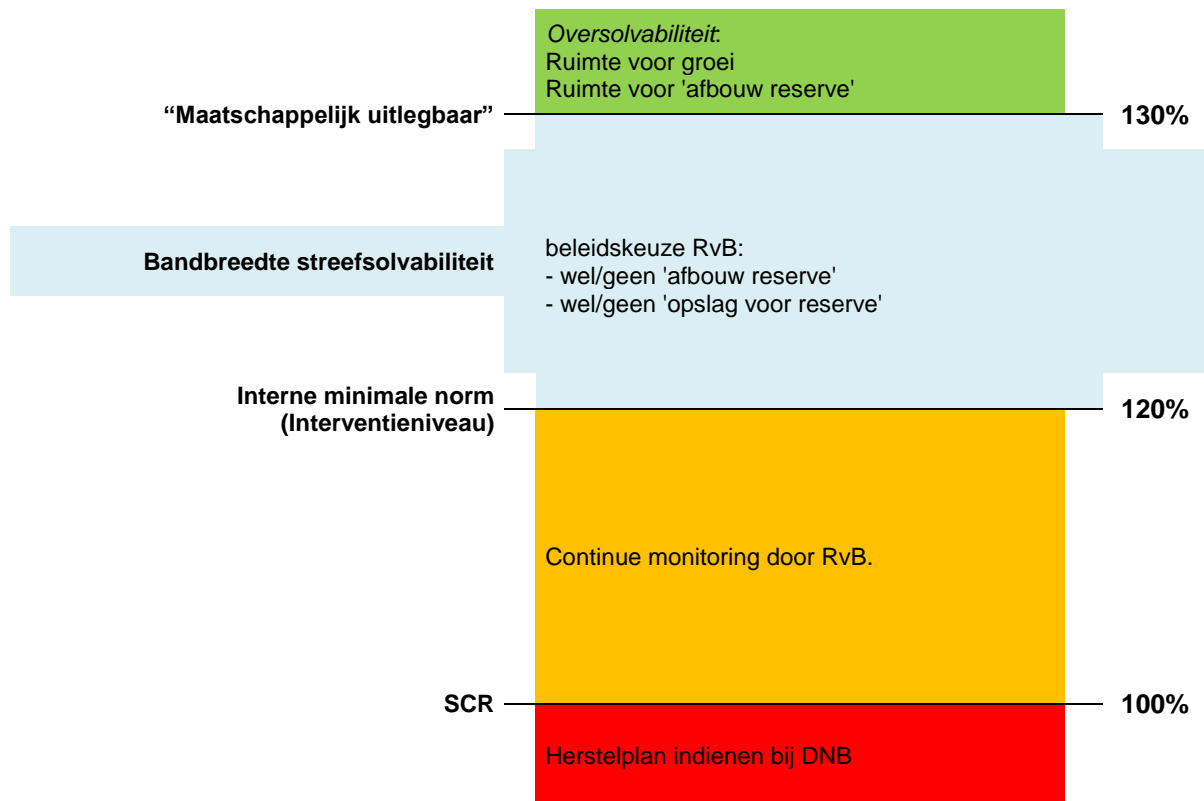 Oversolvabiliteit:
Ruimte voor groei
Ruimte voor 'afbouw reserve'
“Maatschappelijk uitlegbaar”
130%
Bandbreedte streefsolvabiliteit
beleidskeuze RvB:
- wel/geen 'afbouw reserve'
- wel/geen 'opslag voor reserve'
Interne minimale norm
(Interventieniveau)
120%
Continue monitoring door RvB.
SCR
100%
Herstelplan indienen bij DNB